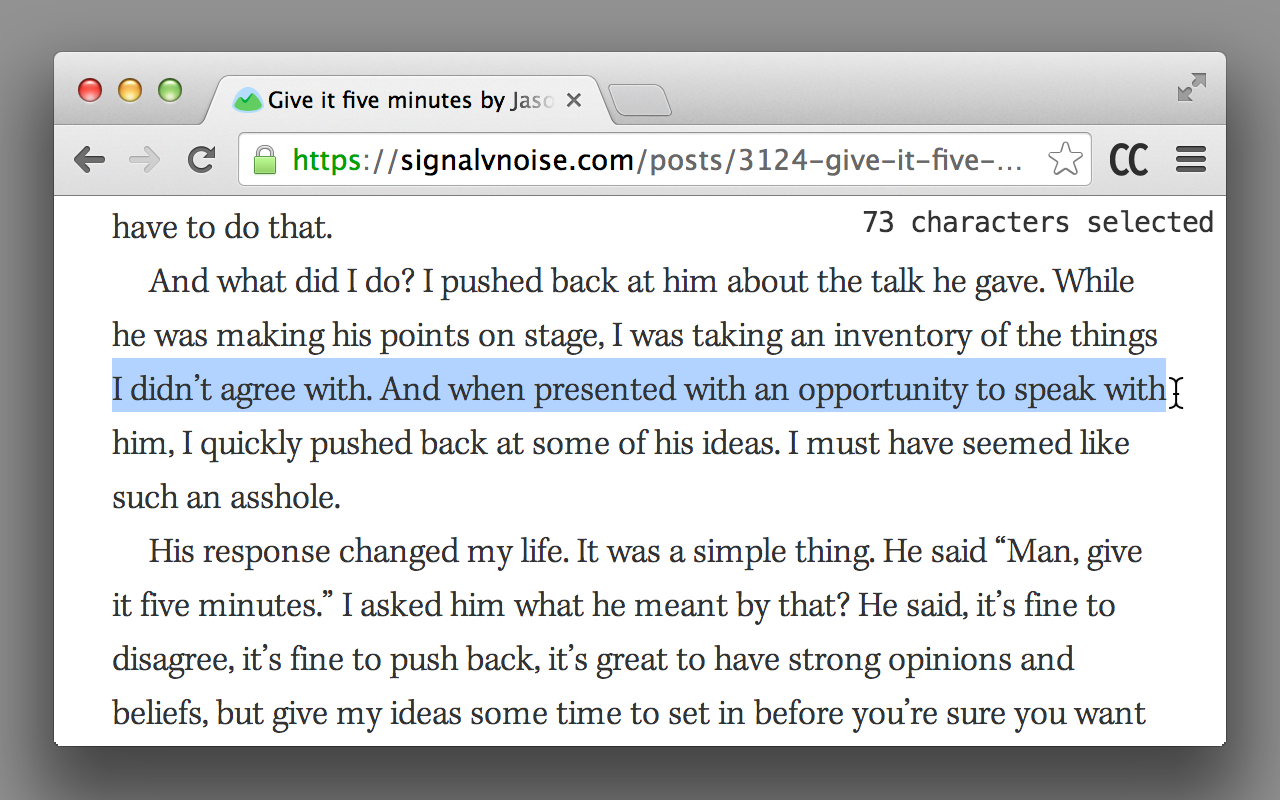 Give it five minutes by Jaso
https://signalvnoise.com/posts/3124-give-it-five-...
CC
73 characters selected
have to do that.
And what did I do? I pushed back at him about the talk he gave. While
he was making his points on stage, I was taking an inventory of the things
I didn’t agree with. And when presented with an opportunity to speak with
him, I quickly pushed back at some of his ideas. I must have seemed like
such an asshole.
His response changed my life. It was a simple thing. He said “Man, give
it five minutes.” I asked him what he meant by that? He said, it’s fine to
disagree, it’s fine to push back, it’s great to have strong opinions and
beliefs, but give my ideas some time to set in before you’re sure you want